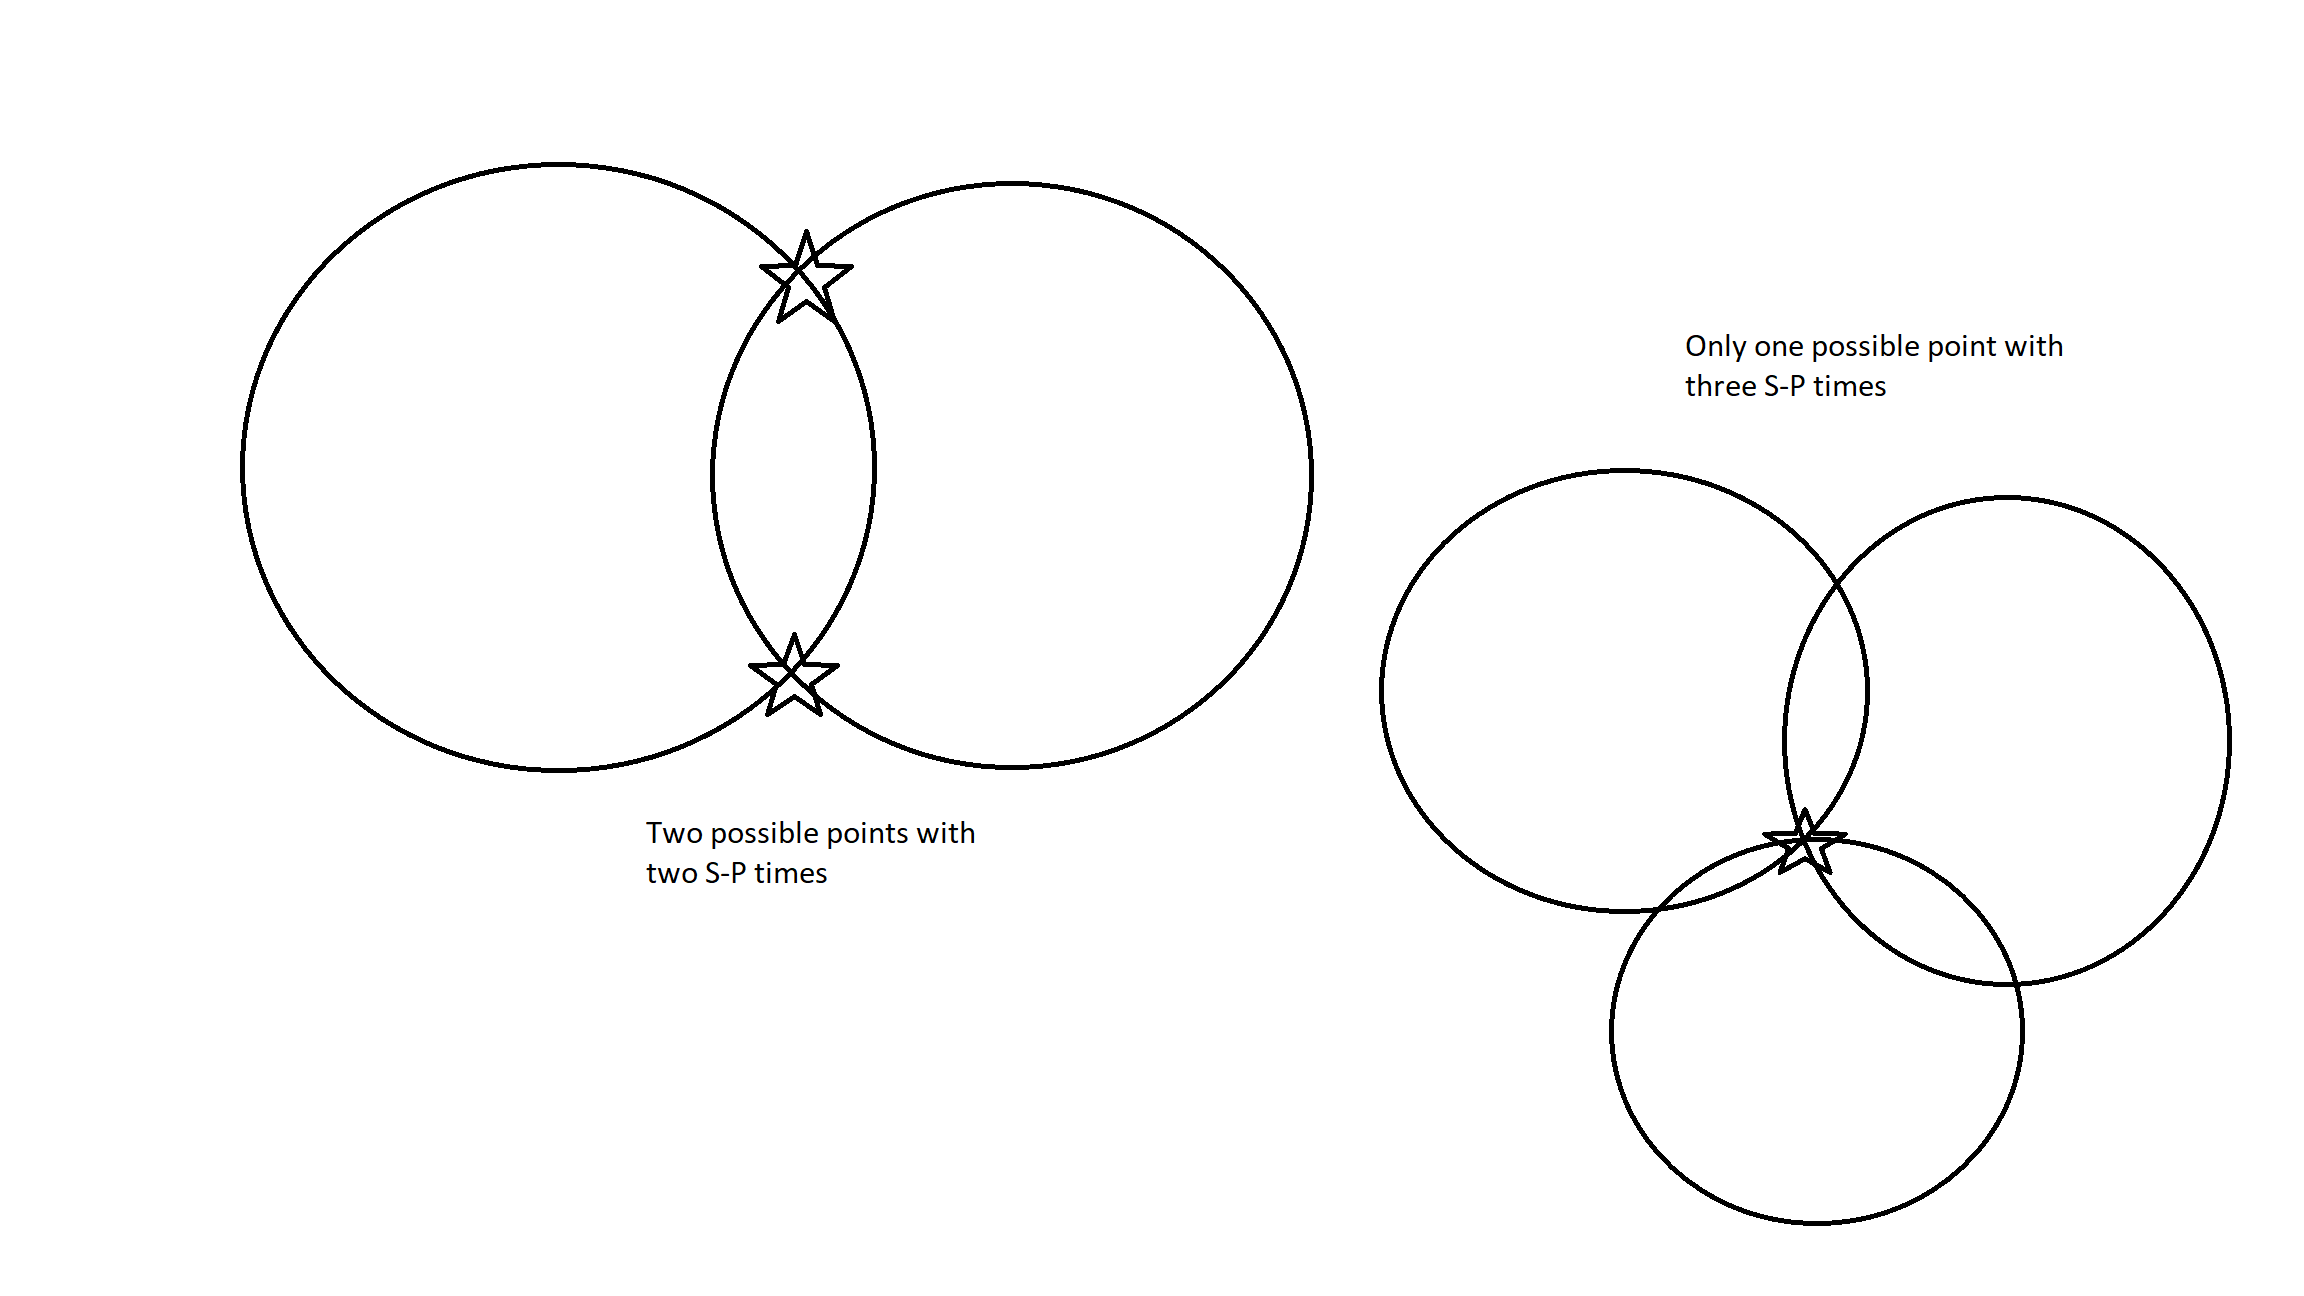 Two possible points with
two S-P times
Only one possible point with
three S-P times